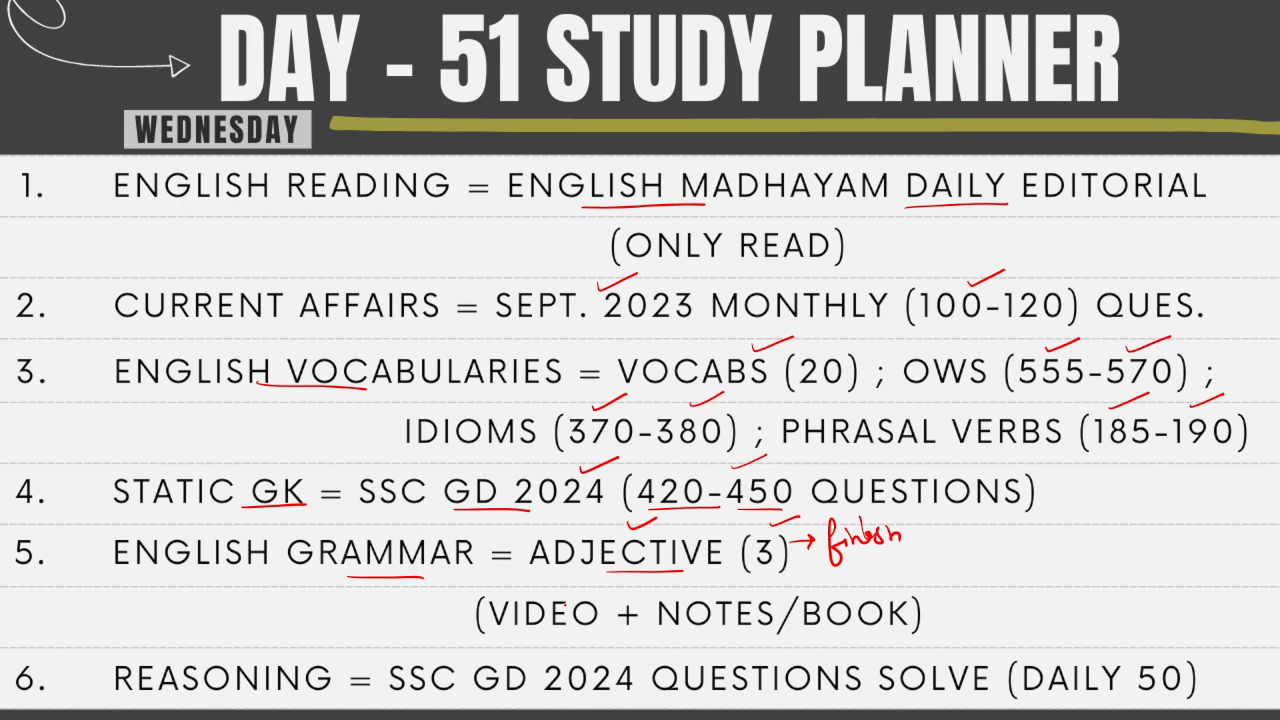 DAY - 51 STUDY PLANNER
WEDNESDAY
1. ENGLISH READING = ENGLISH MADHAYAM DAILY EDITORIAL
(ONLY READ)
2. CURRENT AFFAIRS = SEPT. 2023 MONTHLY (100-120) QUES.
3. ENGLISH VOCABULARIES = VOCABS (20) ; OWS (555-570) ;
IDIOMS (370-380) ; PHRASAL VERBS (185-190)
4. STATIC GK = SSC GD 2024 (420-450 QUESTIONS)
5. ENGLISH GRAMMAR = ADJECTIVE (3) → finish
(VIDEO + NOTES/BOOK)
6. REASONING = SSC GD 2024 QUESTIONS SOLVE (DAILY 50)